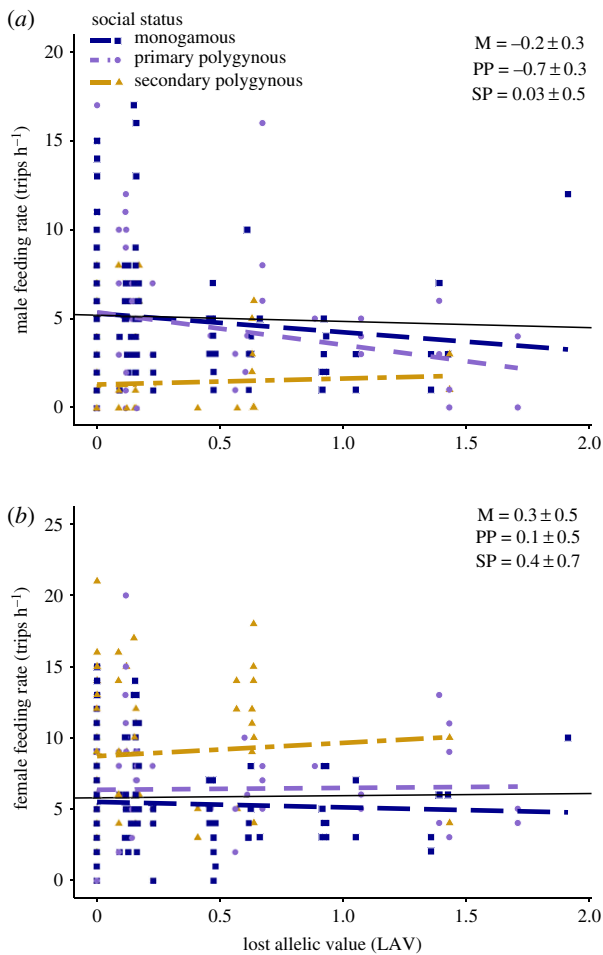 (a)
social status
monogamous
primary polygynous
secondary polygynous
M = –0.2 ± 0.3
PP = –0.7 ± 0.3
SP = 0.03 ± 0.5
male feeding rate (trips h⁻¹)
20
15
10
5
0
0 0.5 1.0 1.5 2.0
(b)
M = 0.3 ± 0.5
PP = 0.1 ± 0.5
SP = 0.4 ± 0.7
female feeding rate (trips h⁻¹)
25
20
15
10
5
0
0 0.5 1.0 1.5 2.0
lost allelic value (LAV)